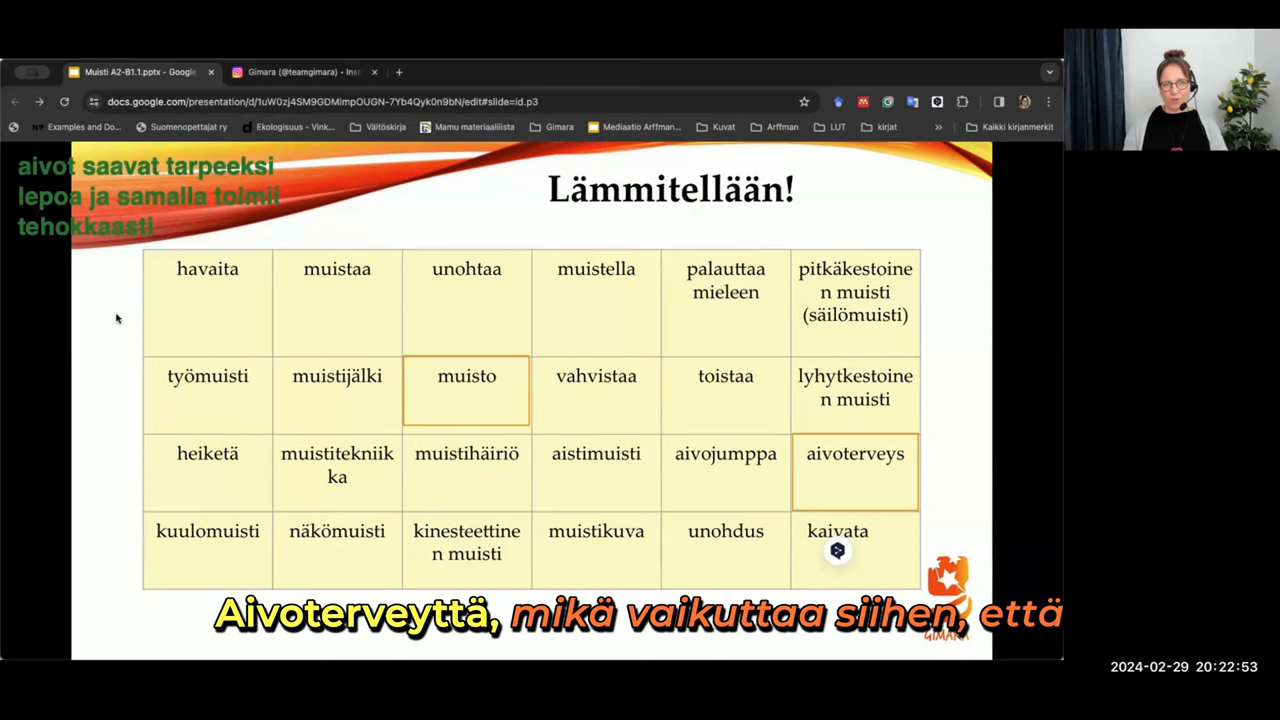 Muisti A2-B1.1.pptx - Google
Gimara (@teamgimara) • Ins
docs.google.com/presentation/d/1uW0zj4SM9GDMimpOUGN-7Yb4Qyk0n9bN/edit#slide=id.p3
Examples and Do...
Suomenopettajat ry
Ekologisuus - Vink...
Väitöskirja
Mamu materiaalilista
Gimara
Mediaatio Arffman...
Kuvat
Arffman
LUT
kirjat
»
Kaikki kirjanmerkit
aivot saavat tarpeeksi
lepoa ja samalla toimii
tehokkaasti
Lämmitellään!
havaita
muistaa
unohtaa
muistella
palauttaa
mieleen
pitkäkestoine
n muisti
(säilömuisti)
työmuisti
muistijälki
muisto
vahvistaa
toistaa
lyhytkestoine
n muisti
heiketä
muistitekniik
ka
muistihäiriö
aistimuisti
aivojumppa
aivoterveys
kuulomuisti
näkömuisti
kinesteettine
n muisti
muistikuva
unohdus
kaivata
Aivoterveyttä, mikä vaikuttaa siihen, että
GIMARA
2024-02-29 20:22:53